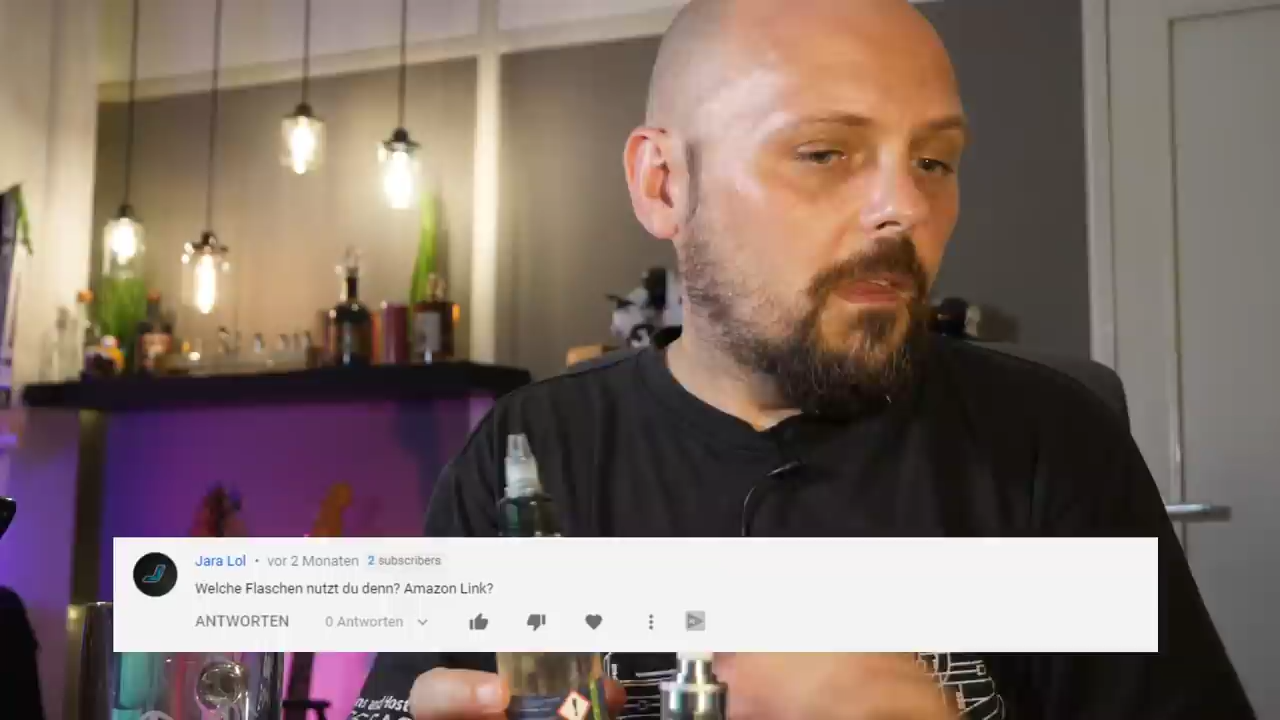 Jara Lol • vor 2 Monaten 2 subscribers
Welche Flaschen nutzt du denn? Amazon Link?
ANTWORTEN 0 Antworten